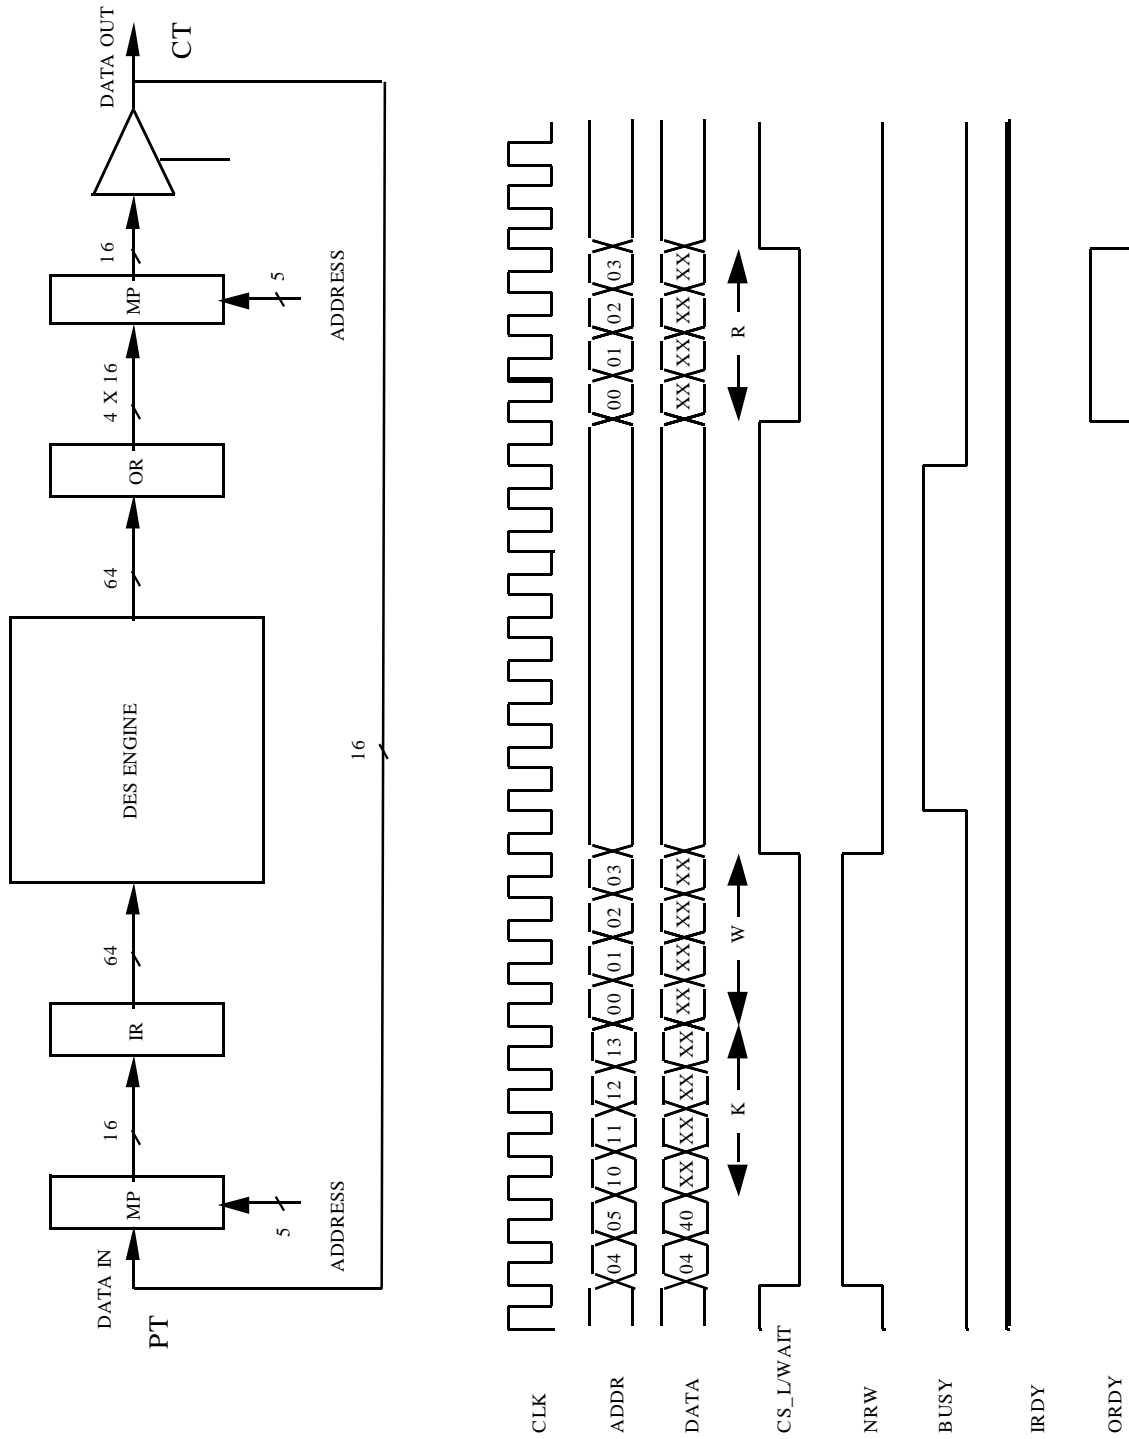 PT
DATA IN
MP
5
ADDRESS
16
IR
64
DES ENGINE
64
OR
4 X 16
MP
5
ADDRESS
16
DATA OUT
CT
16
CLK
ADDR
04 05 10 11 12 13 00 01 02 03 00 01 02 03
DATA
04 40 XX XX XX XX XX XX XX XX XX XX XX XX
K W R
CS_L/WAIT
NRW
BUSY
IRDY
ORDY